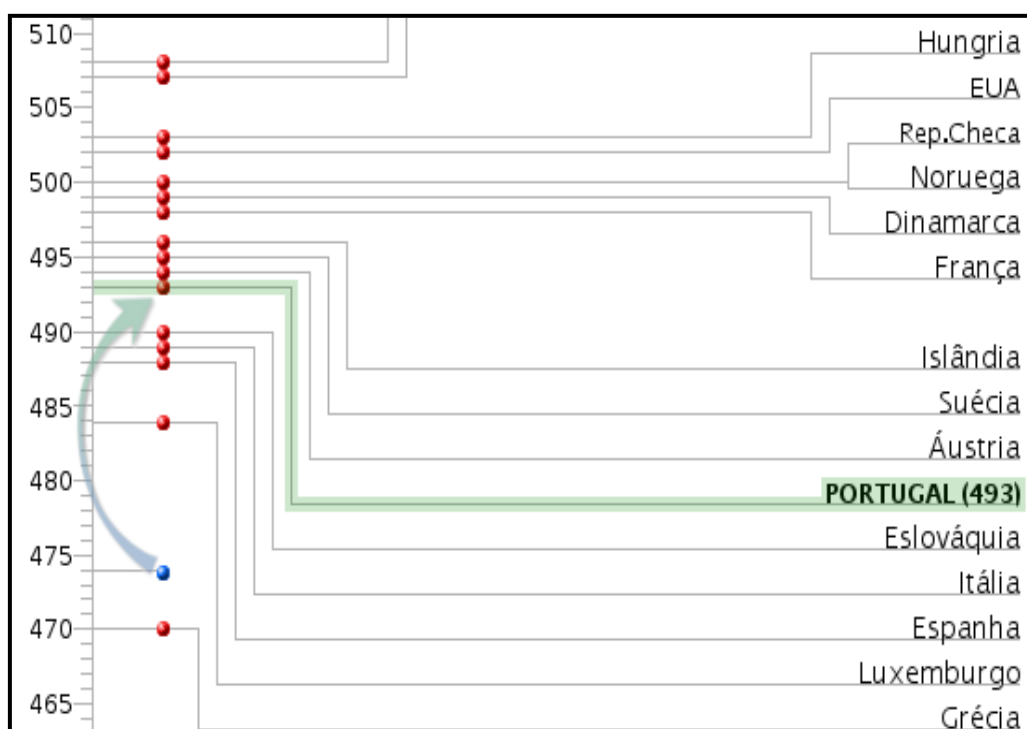 510
505
500
495
490
485
480
475
470
465
Hungria
EUA
Rep.Checa
Noruega
Dinamarca
França
Islândia
Suécia
Áustria
PORTUGAL (493)
Eslováquia
Itália
Espanha
Luxemburgo
Grécia